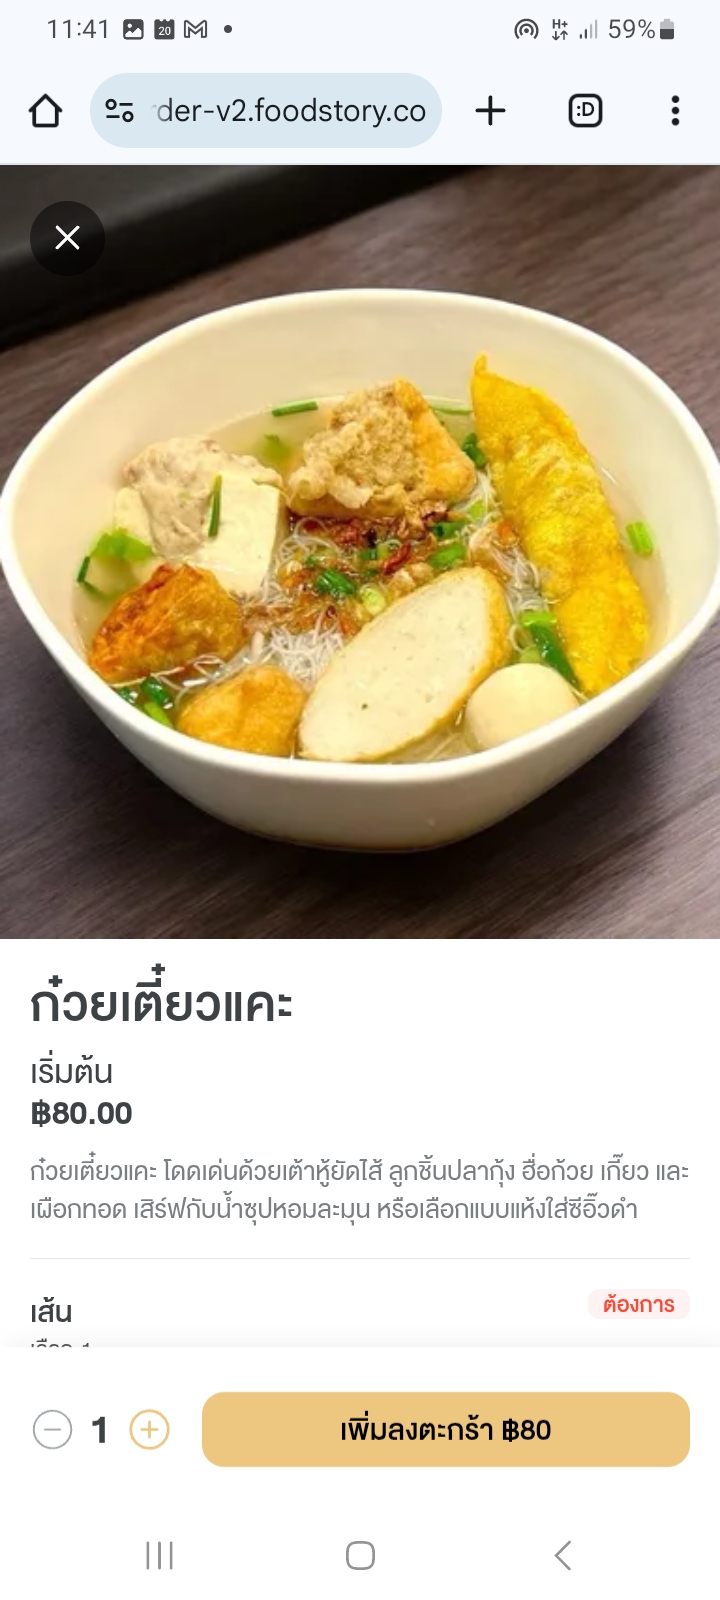 11:41
20
H+
59%
rder-v2.foodstory.co
:D
ก๋วยเตี๋ยวแคะ
เริ่มต้น
฿80.00
ก๋วยเตี๋ยวแคะ โดดเด่นด้วยเต้าหู้ยัดไส้ ลูกชิ้นปลากุ้ง ฮื่อก้วย เกี๊ยว และ
เผือกทอด เสิร์ฟกับน้ำซุปหอมละมุน หรือเลือกแบบแห้งใส่ซีอิ๊วดำ
เส้น
ต้องการ
1
เพิ่มลงตะกร้า ฿80